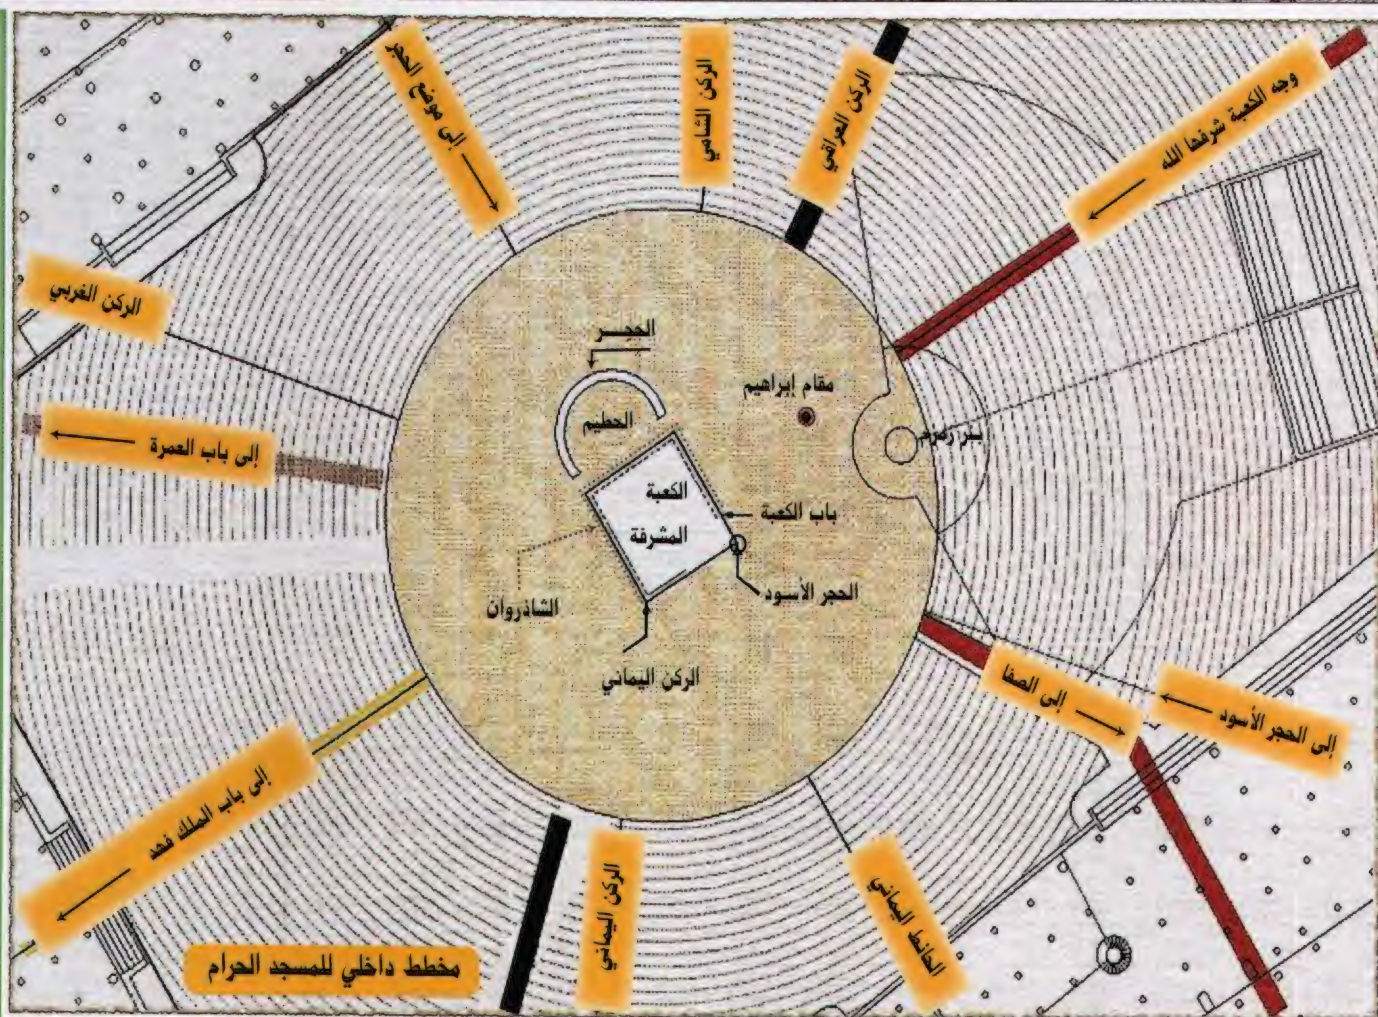 وجه الكعبة شرفها الله
الركن العراقي
الركن الشامي
إلى موضع الحجر
الركن الغربي
إلى باب العمرة
إلى باب الملك فهد
الحجر
الحطيم
مقام إبراهيم
بئر زمزم
الكعبة
المشرفة
باب الكعبة
الحجر الأسود
الشاذروان
الركن اليماني
إلى الصفا
إلى الحجر الأسود
الحائط اليماني
الركن اليماني
مخطط داخلي للمسجد الحرام